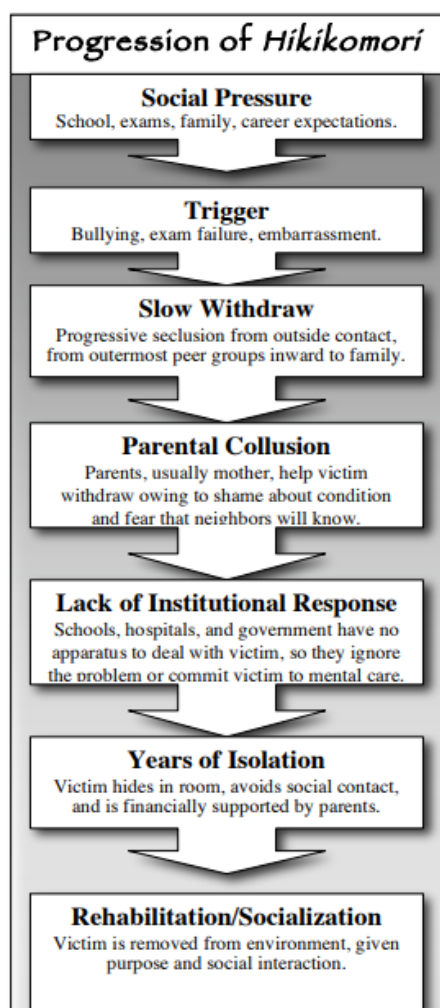 Progression of Hikikomori
Social Pressure
School, exams, family, career expectations.
Trigger
Bullying, exam failure, embarrassment.
Slow Withdraw
Progressive seclusion from outside contact,
from outermost peer groups inward to family.
Parental Collusion
Parents, usually mother, help victim
withdraw owing to shame about condition
and fear that neighbors will know.
Lack of Institutional Response
Schools, hospitals, and government have no
apparatus to deal with victim, so they ignore
the problem or commit victim to mental care.
Years of Isolation
Victim hides in room, avoids social contact,
and is financially supported by parents.
Rehabilitation/Socialization
Victim is removed from environment, given
purpose and social interaction.